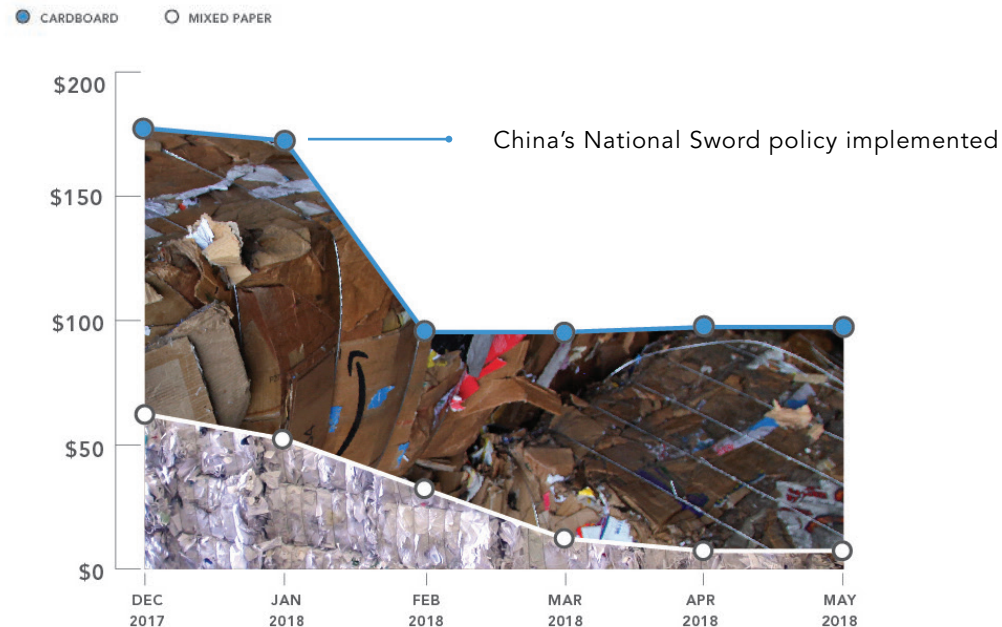 CARDBOARD
MIXED PAPER
$200
China’s National Sword policy implemented
$150
$100
$50
$0
DEC
2017
JAN
2018
FEB
2018
MAR
2018
APR
2018
MAY
2018